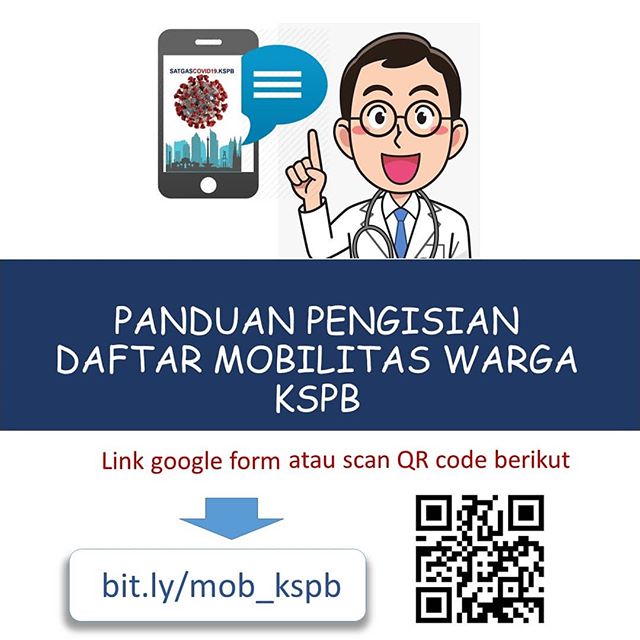 SATGASCOVID19.KSPB
PANDUAN PENGISIAN
DAFTAR MOBILITAS WARGA
KSPB
Link google form atau scan QR code berikut
bit.ly/mob_kspb